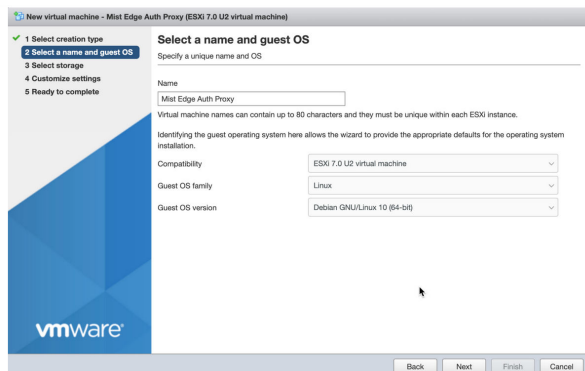 New virtual machine - Mist Edge Auth Proxy (ESXi 7.0 U2 virtual machine)
1 Select creation type
2 Select a name and guest OS
3 Select storage
4 Customize settings
5 Ready to complete
Select a name and guest OS
Specify a unique name and OS
Name
Mist Edge Auth Proxy
Virtual machine names can contain up to 80 characters and they must be unique within each ESXi instance.
Identifying the guest operating system here allows the wizard to provide the appropriate defaults for the operating system
installation.
Compatibility
ESXi 7.0 U2 virtual machine
Guest OS family
Linux
Guest OS version
Debian GNU/Linux 10 (64-bit)
vmware®
Back
Next
Finish
Cancel